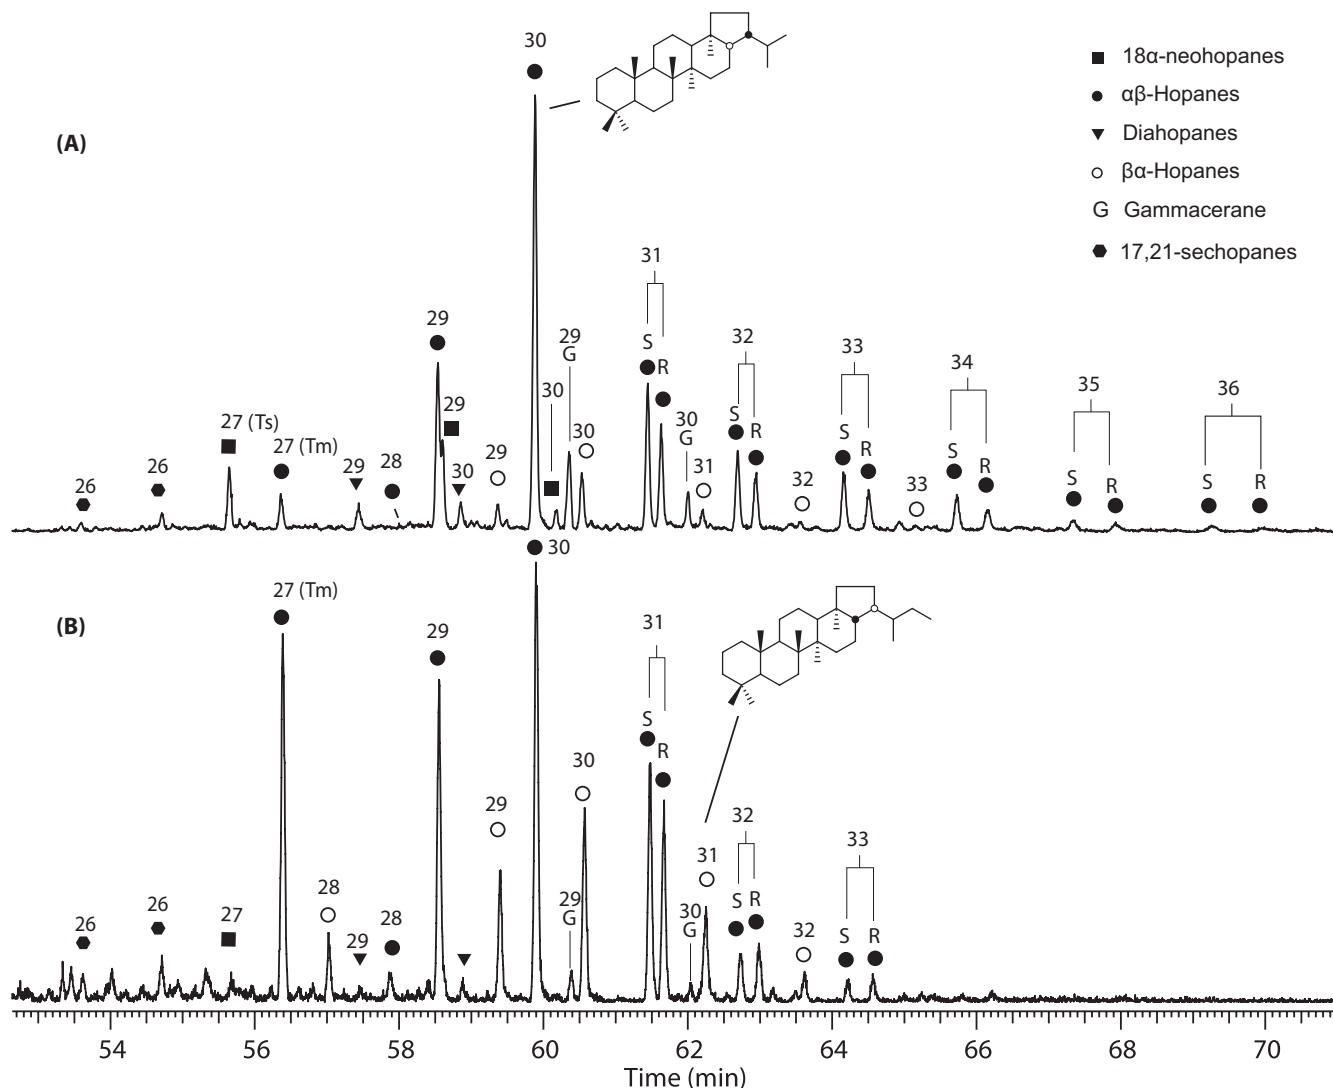 30
18α-neohopanes
αβ-Hopanes
(A)
Diahopanes
βα-Hopanes
G Gammacerane
17,21-sechopanes
31
29
29
G
32
33
S
R
34
30
29
35
36
27 (Ts)
30
G
S
R
S
R
27 (Tm)
30
S
R
26
29
28
30
29
31
32
33
S
R
S
R
26
30
27 (Tm)
(B)
29
31
S
R
30
29
32
33
31
28
29
G
30
G
S
R
S
R
26
26
27
29
28
32
54
56
58
60
62
64
66
68
70
Time (min)